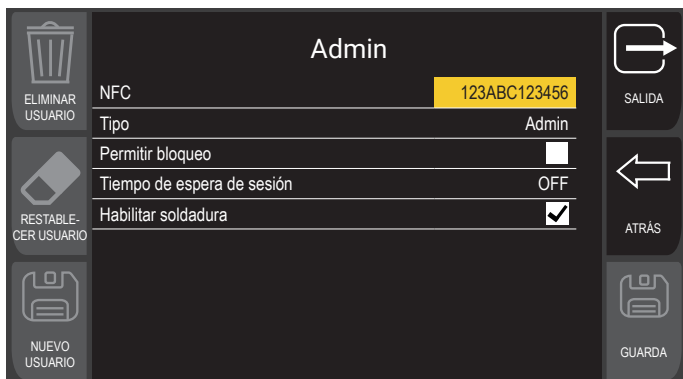 Admin
ELIMINAR
USUARIO
NFC 123ABC123456
SALIDA
Tipo Admin
Permitir bloqueo
Tiempo de espera de sesión OFF
RESTABLE-
CER USUARIO
Habilitar soldadura
ATRÁS
NUEVO
USUARIO
GUARDA